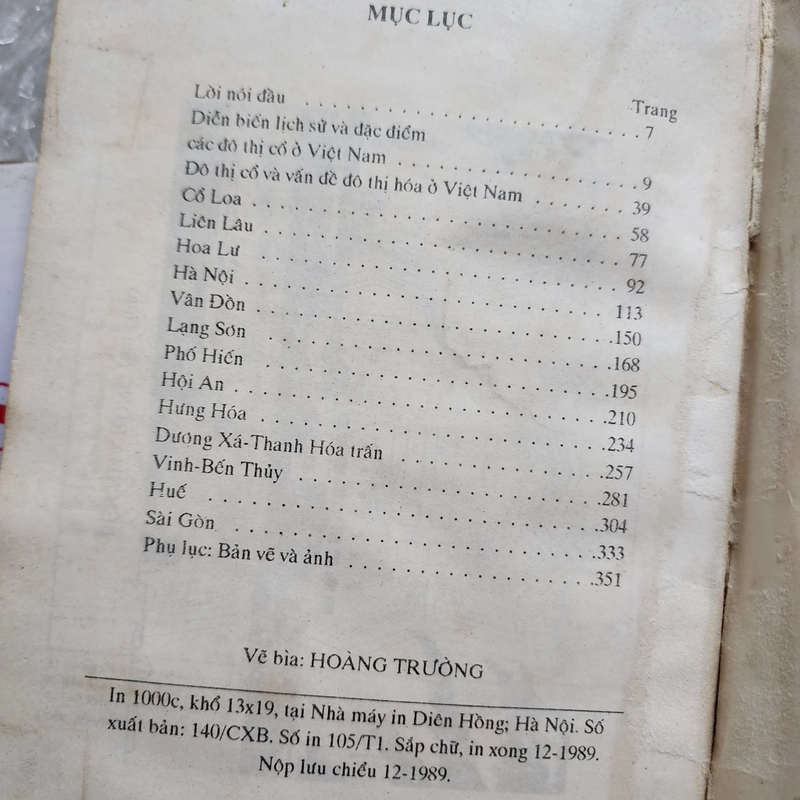 MỤC LỤC
Trang
Lời nói đầu . . . . . . . . . . . . . . . . . . . . 7
Diễn biến lịch sử và đặc điểm
các đô thị cổ ở Việt Nam . . . . . . . . . . . . . 9
Đô thị cổ và vấn đề đô thị hóa ở Việt Nam . . . . . . 39
Cổ Loa . . . . . . . . . . . . . . . . . . . . 58
Liên Lâu . . . . . . . . . . . . . . . . . . . . 77
Hoa Lư . . . . . . . . . . . . . . . . . . . . 92
Hà Nội . . . . . . . . . . . . . . . . . . . . 113
Vân Đồn . . . . . . . . . . . . . . . . . . . . 150
Lạng Sơn . . . . . . . . . . . . . . . . . . . . 168
Phố Hiến . . . . . . . . . . . . . . . . . . . . 195
Hội An . . . . . . . . . . . . . . . . . . . . 210
Hưng Hóa . . . . . . . . . . . . . . . . . . . . 234
Dương Xá-Thanh Hóa trấn . . . . . . . . . . . . 257
Vinh-Bến Thủy . . . . . . . . . . . . . . . . . 281
Huế . . . . . . . . . . . . . . . . . . . . 304
Sài Gòn . . . . . . . . . . . . . . . . . . . . 333
Phụ lục: Bản vẽ và ảnh . . . . . . . . . . . . . 351
Vẽ bìa: HOÀNG TRƯỜNG
In 1000c, khổ 13x19, tại Nhà máy in Diên Hồng; Hà Nội. Số
xuất bản: 140/CXB. Số in 105/T1. Sắp chữ, in xong 12-1989.
Nộp lưu chiểu 12-1989.